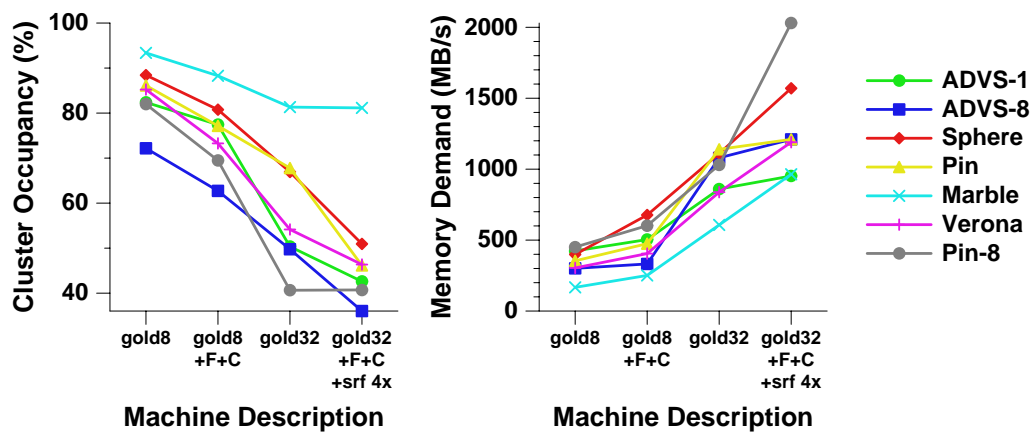 Cluster Occupancy (%)
100
80
60
40
gold8
gold8
+F+C
gold32
gold32
+F+C
+srf 4x
Machine Description
Memory Demand (MB/s)
2000
1500
1000
500
0
gold8
gold8
+F+C
gold32
gold32
+F+C
+srf 4x
Machine Description
ADVS-1
ADVS-8
Sphere
Pin
Marble
Verona
Pin-8